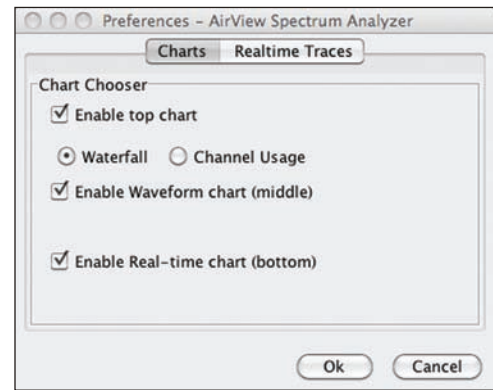 Preferences – AirView Spectrum Analyzer
Charts Realtime Traces
Chart Chooser
Enable top chart
Waterfall Channel Usage
Enable Waveform chart (middle)
Enable Real-time chart (bottom)
Ok Cancel